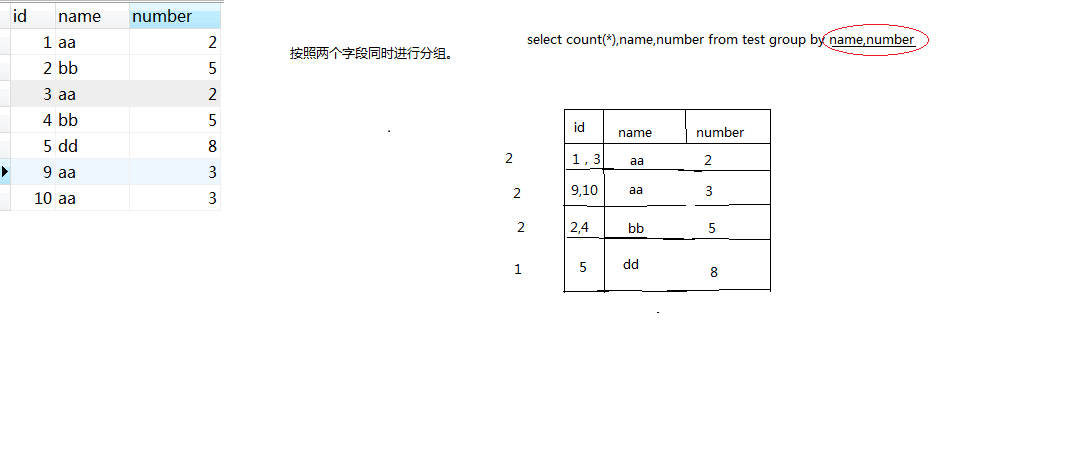 id name number
1 aa 2
2 bb 5
3 aa 2
4 bb 5
5 dd 8
9 aa 3
10 aa 3
按照两个字段同时进行分组。
select count(*),name,number from test group by name,number
id name number
2 1，3 aa 2
2 9,10 aa 3
2 2,4 bb 5
1 5 dd 8